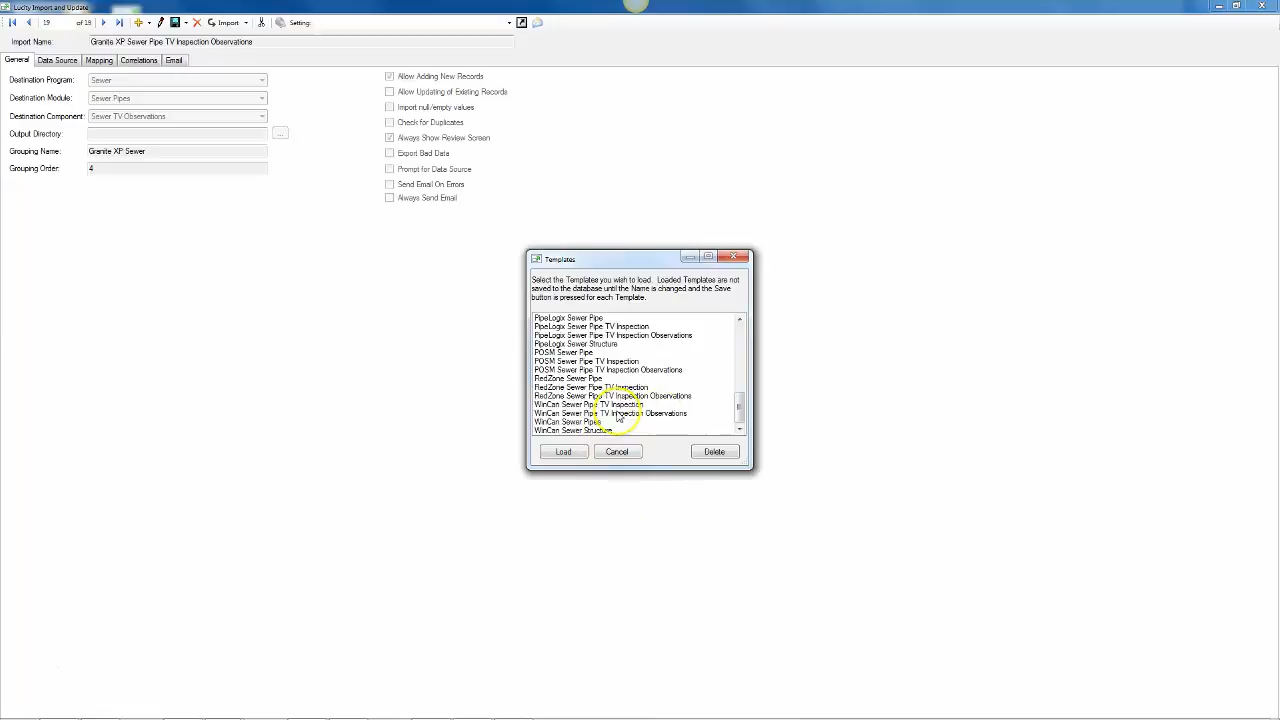 Lucity Import and Update
19 of 19 Import Setting:
Import Name: Granite XP Sewer Pipe TV Inspection Observations
General Data Source Mapping Correlations Email
Destination Program: Sewer
Destination Module: Sewer Pipes
Destination Component: Sewer TV Observations
Output Directory: ...
Grouping Name: Granite XP Sewer
Grouping Order: 4
Allow Adding New Records
Allow Updating of Existing Records
Import null/empty values
Check for Duplicates
Always Show Review Screen
Export Bad Data
Prompt for Data Source
Send Email On Errors
Always Send Email
Templates
Select the Templates you wish to load. Loaded Templates are not
saved to the database until the Name is changed and the Save
button is pressed for each Template.
PipeLogix Sewer Pipe
PipeLogix Sewer Pipe TV Inspection
PipeLogix Sewer Pipe TV Inspection Observations
PipeLogix Sewer Structure
POSM Sewer Pipe
POSM Sewer Pipe TV Inspection
POSM Sewer Pipe TV Inspection Observations
RedZone Sewer Pipe
RedZone Sewer Pipe TV Inspection
RedZone Sewer Pipe TV Inspection Observations
WinCan Sewer Pipe TV Inspection
WinCan Sewer Pipe TV Inspection Observations
WinCan Sewer Pipes
WinCan Sewer Structure
Load Cancel Delete